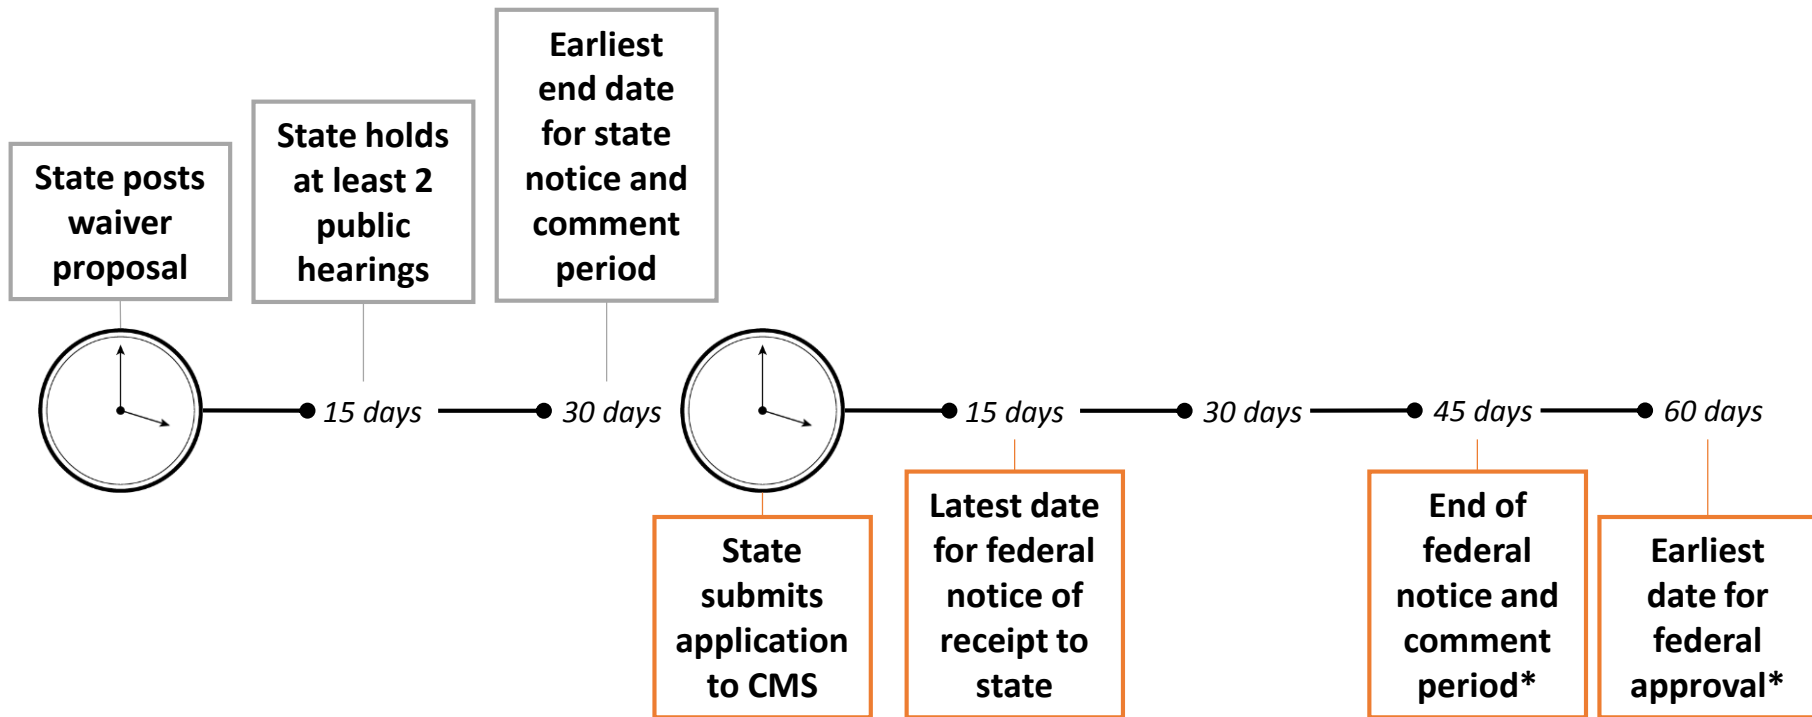 State posts
waiver
proposal
State holds
at least 2
public
hearings
Earliest
end date
for state
notice and
comment
period
15 days
30 days
15 days
30 days
45 days
60 days
State
submits
application
to CMS
Latest date
for federal
notice of
receipt to
state
End of
federal
notice and
comment
period*
Earliest
date for
federal
approval*